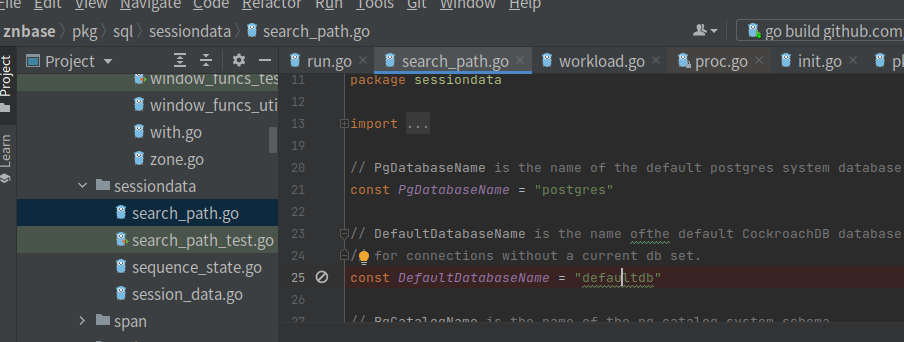 File Edit View Navigate Code Refactor Run Tools Git Window Help
znbase pkg sql sessiondata search_path.go go build github.com
Project
run.go search_path.go workload.go proc.go init.go
Project
Learn
window_funcs_tes
window_funcs_uti
with.go
zone.go
sessiondata
search_path.go
search_path_test.go
sequence_state.go
session_data.go
span
11 package sessiondata
12
13 import ...
19
20 // PgDatabaseName is the name of the default postgres system database
21 const PgDatabaseName = "postgres"
22
23 // DefaultDatabaseName is the name ofthe default CockroachDB database
24 / for connections without a current db set.
25 const DefaultDatabaseName = "defaultdb"
26
27 // PgCatalogName is the name of the pg_catalog system schema